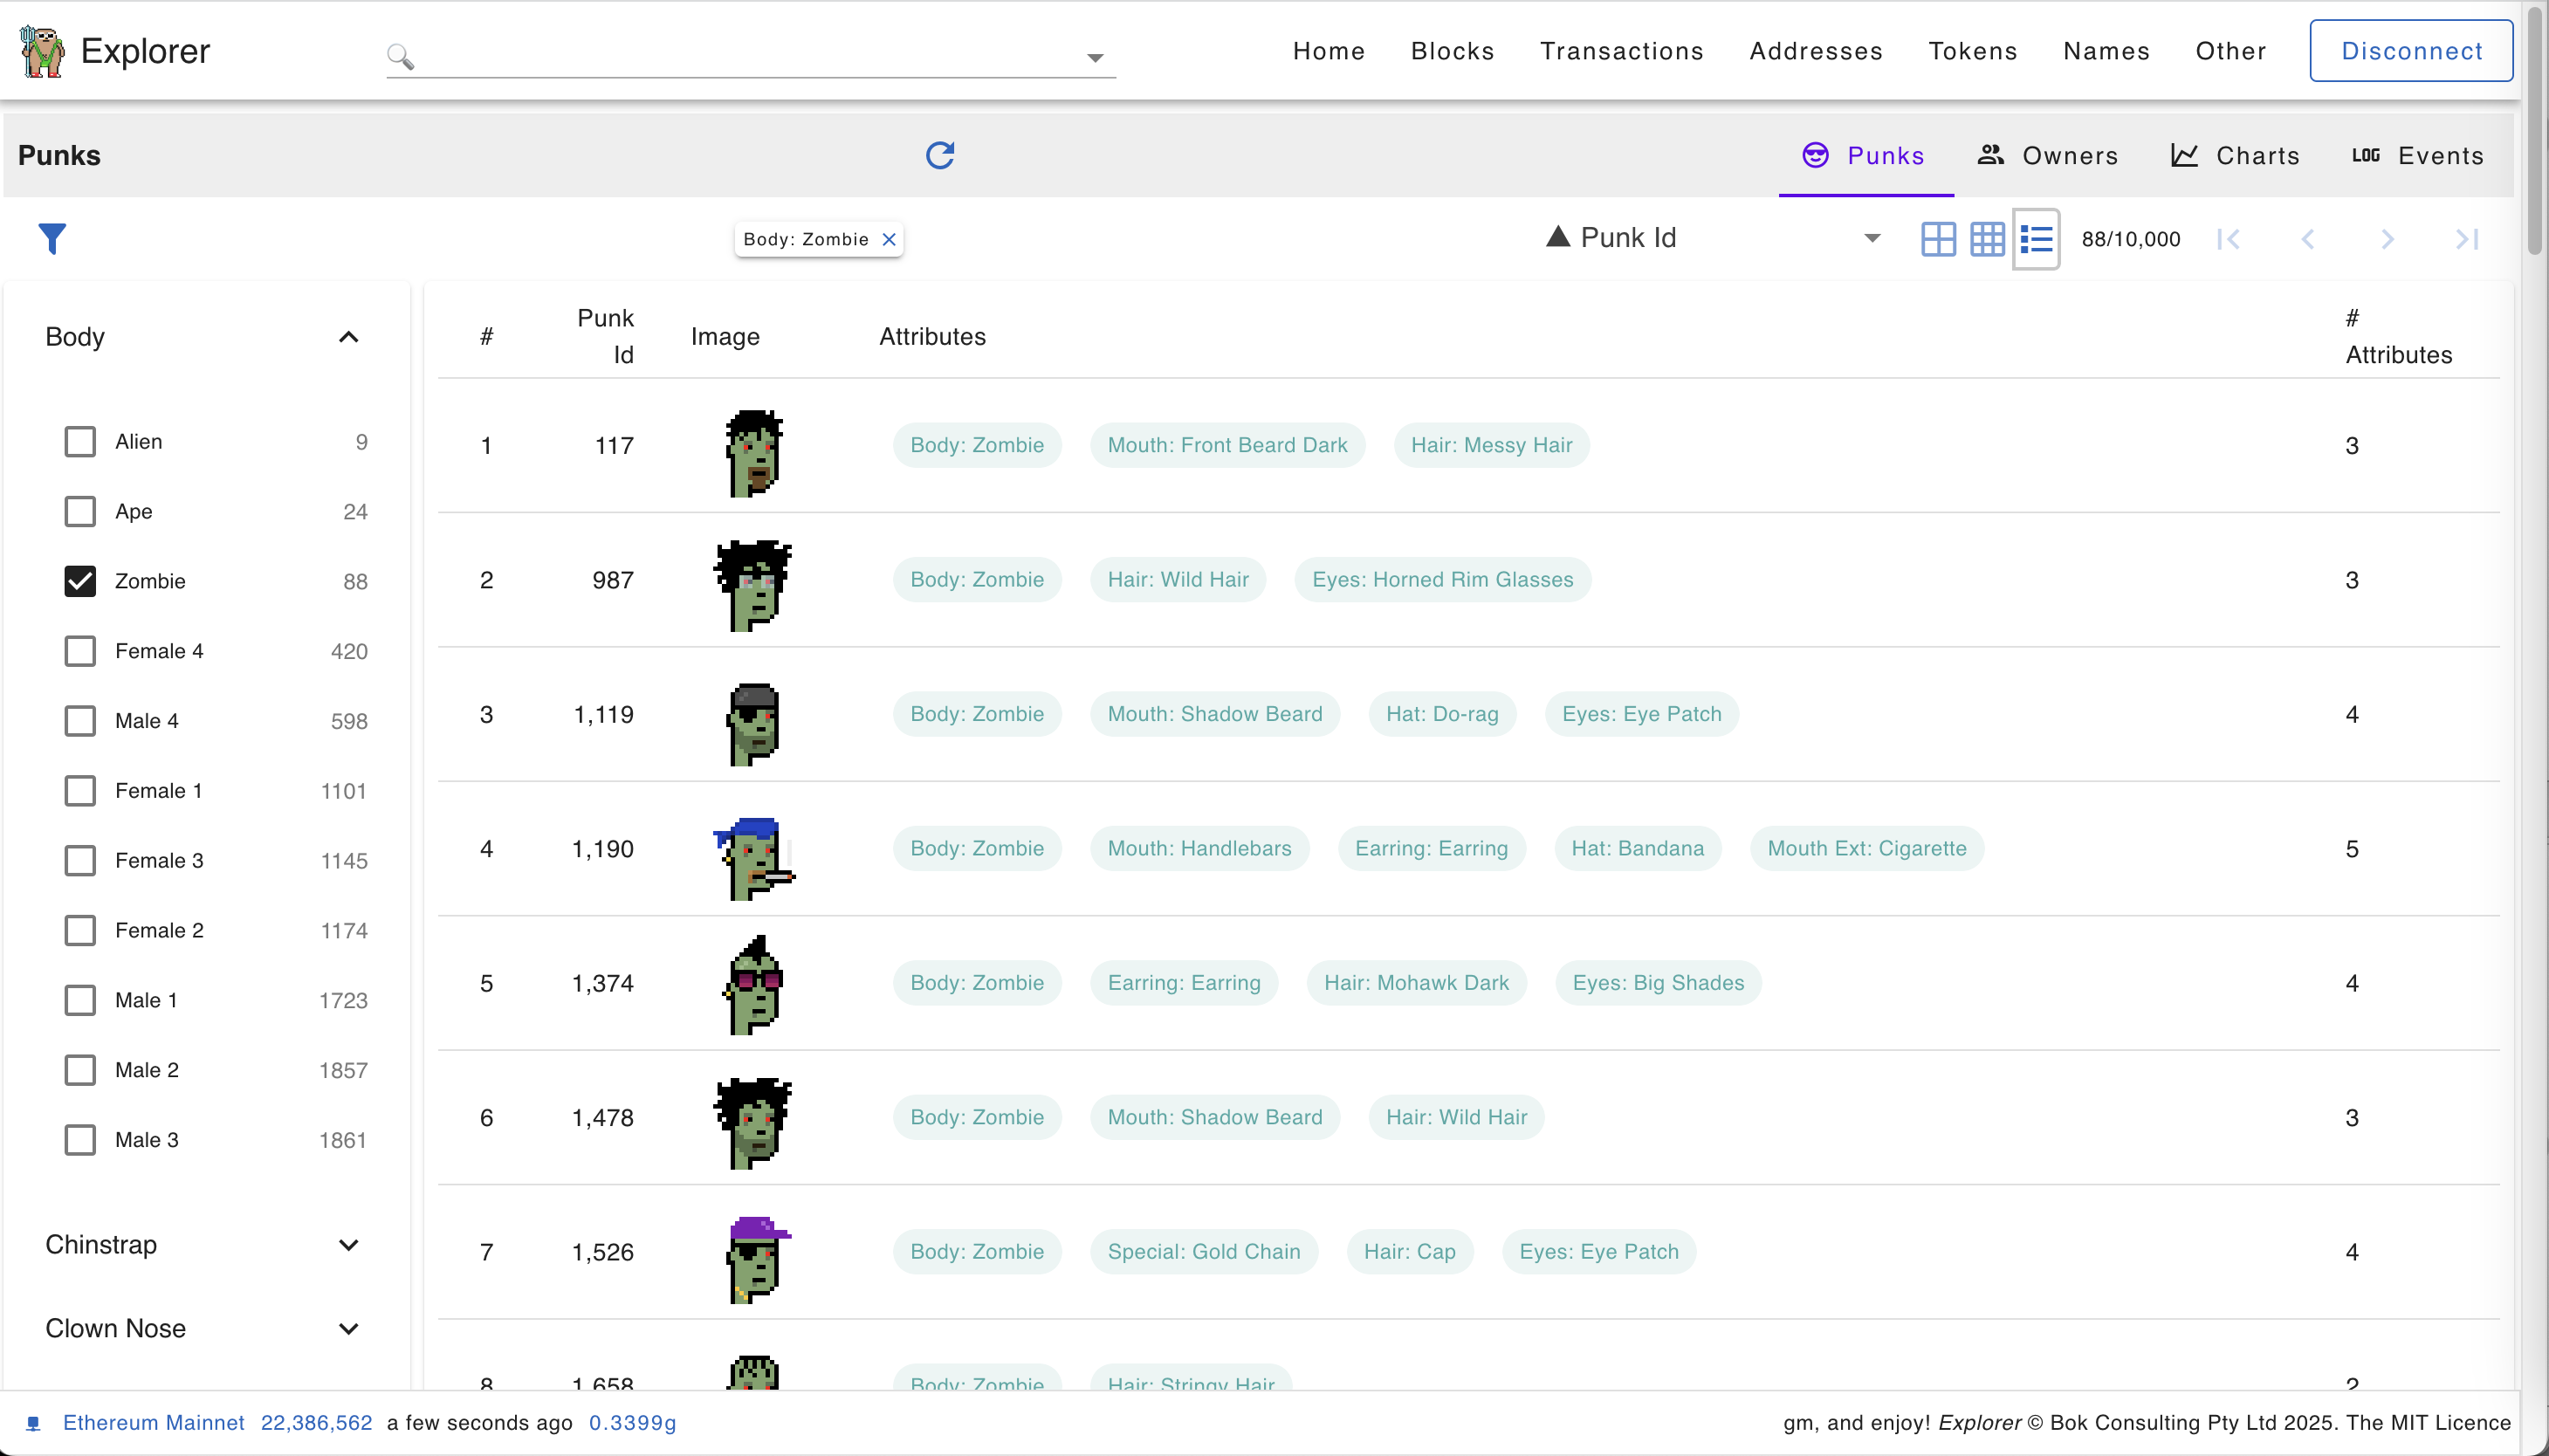 Explorer
Home Blocks Transactions Addresses Tokens Names Other Disconnect
Punks
Punks Owners LOG Events Charts
Body: Zombie
Punk Id
88/10,000
Body
Alien 9
Ape 24
Zombie 88
Female 4 420
Male 4 598
Female 1 1101
Female 3 1145
Female 2 1174
Male 1 1723
Male 2 1857
Male 3 1861
Chinstrap
Clown Nose
# Punk Id Image Attributes # Attributes
1 117 Body: Zombie Mouth: Front Beard Dark Hair: Messy Hair 3
2 987 Body: Zombie Hair: Wild Hair Eyes: Horned Rim Glasses 3
3 1,119 Body: Zombie Mouth: Shadow Beard Hat: Do-rag Eyes: Eye Patch 4
4 1,190 Body: Zombie Mouth: Handlebars Earring: Earring Hat: Bandana Mouth Ext: Cigarette 5
5 1,374 Body: Zombie Earring: Earring Hair: Mohawk Dark Eyes: Big Shades 4
6 1,478 Body: Zombie Mouth: Shadow Beard Hair: Wild Hair 3
7 1,526 Body: Zombie Special: Gold Chain Hair: Cap Eyes: Eye Patch 4
8 1,658 Body: Zombie Hair: Stringy Hair 2
Ethereum Mainnet 22,386,562 a few seconds ago 0.3399g
gm, and enjoy! Explorer © Bok Consulting Pty Ltd 2025. The MIT Licence